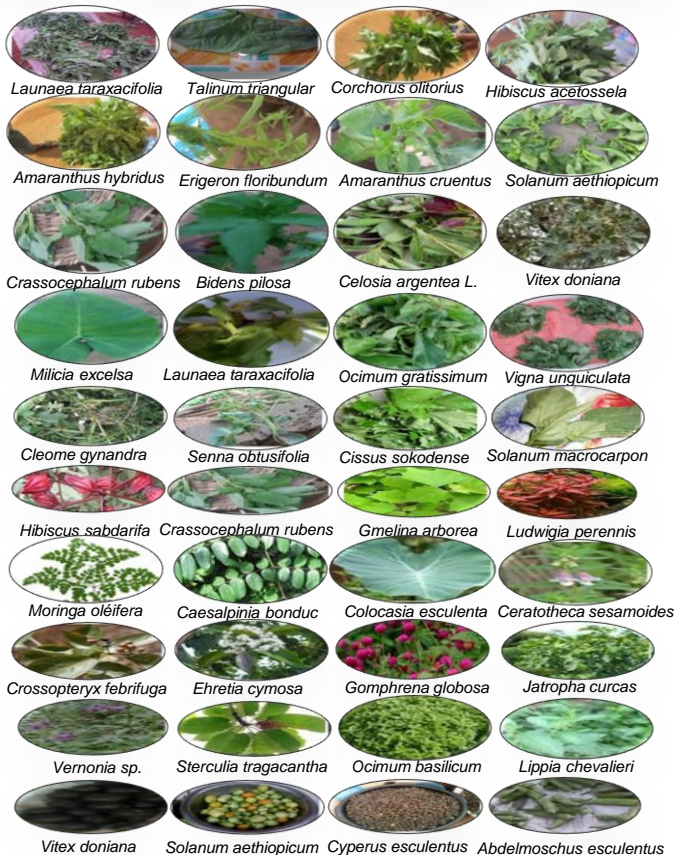 Launaea taraxacifolia Talinum triangular Corchorus olitorius Hibiscus acetossela
Amaranthus hybridus Erigeron floribundum Amaranthus cruentus Solanum aethiopicum
Crassocephalum rubens Bidens pilosa Celosia argentea L. Vitex doniana
Milicia excelsa Launaea taraxacifolia Ocimum gratissimum Vigna unquiculata
Cleome gynandra Senna obtusifolia Cissus sokodense Solanum macrocarpon
Hibiscus sabdarifa Crassocephalum rubens Gmelina arborea Ludwigia perennis
Moringa oléifera Caesalpinia bonduc Colocasia esculenta Ceratotheca sesamoides
Crossopteryx febrifuga Ehretia cymosa Gomphrena globosa Jatropha curcas
Vernonia sp. Sterculia tragacantha Ocimum basilicum Lippia chevalieri
Vitex doniana Solanum aethiopicum Cyperus esculentus Abdelmoschus esculentus